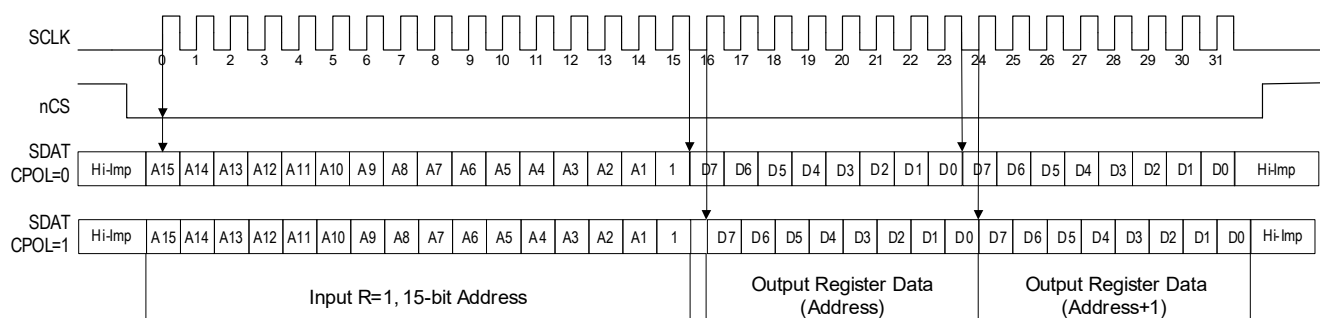 SCLK
0 1 2 3 4 5 6 7 8 9 10 11 12 13 14 15 16 17 18 19 20 21 22 23 24 25 26 27 28 29 30 31
nCS
SDAT
CPOL=0
Hi-Imp A15 A14 A13 A12 A11 A10 A9 A8 A7 A6 A5 A4 A3 A2 A1 1 D7 D6 D5 D4 D3 D2 D1 D0 D7 D6 D5 D4 D3 D2 D1 D0 Hi-Imp
SDAT
CPOL=1
Hi-Imp A15 A14 A13 A12 A11 A10 A9 A8 A7 A6 A5 A4 A3 A2 A1 1 D7 D6 D5 D4 D3 D2 D1 D0 D7 D6 D5 D4 D3 D2 D1 D0 Hi-Imp
Input R=1, 15-bit Address
Output Register Data
(Address)
Output Register Data
(Address+1)